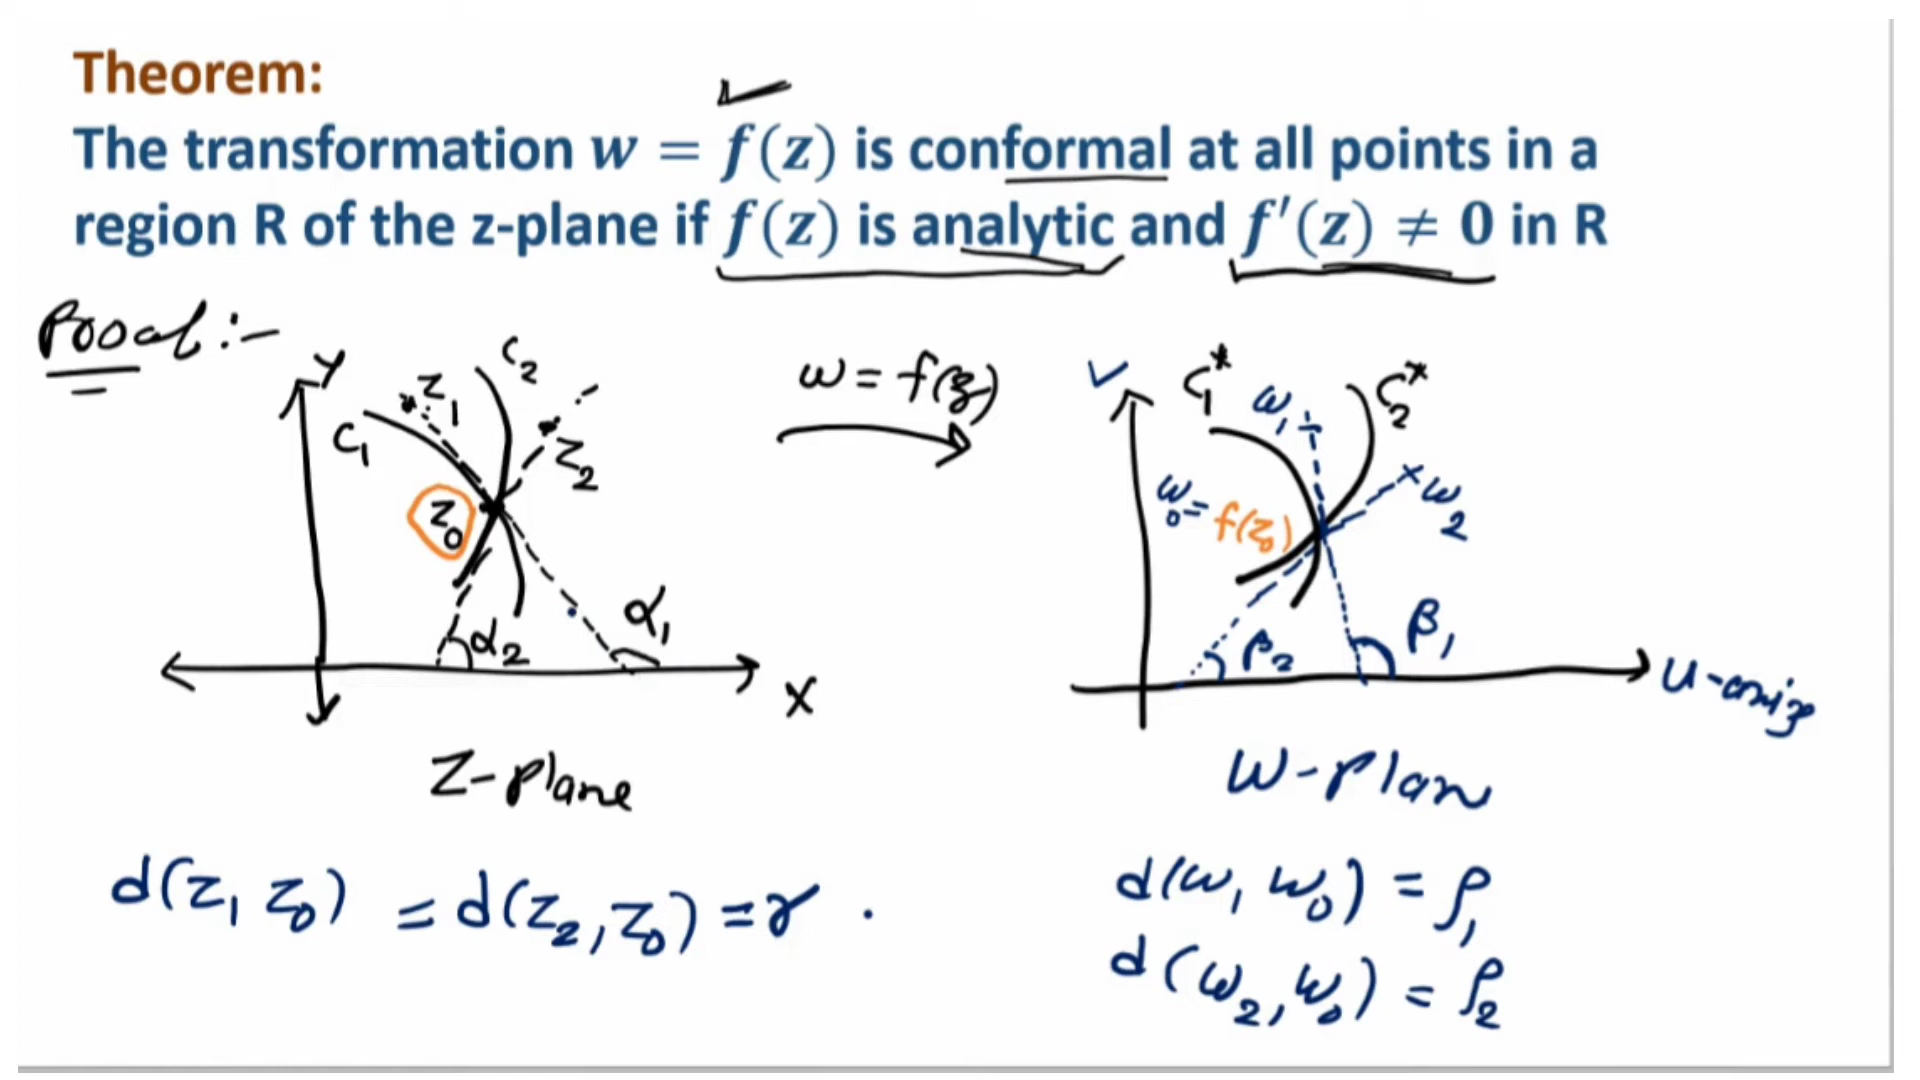 Theorem:
The transformation w = f(z) is conformal at all points in a
region R of the z-plane if f(z) is analytic and f′(z) ≠ 0 in R
Proof :-
Y
C₂
z₁
C₁
z₂
z₀
α₂
α₁
X
Z-plane
w = f(z)
V
C₁*
w₁
C₂*
w₀ = f(z₀)
w₂
β₂
β₁
U-axis
W-plan
d(z₁ z₀) = d(z₂, z₀) = r .
d(w₁ w₀) = ρ₁
d(w₂, w₀) = ρ₂